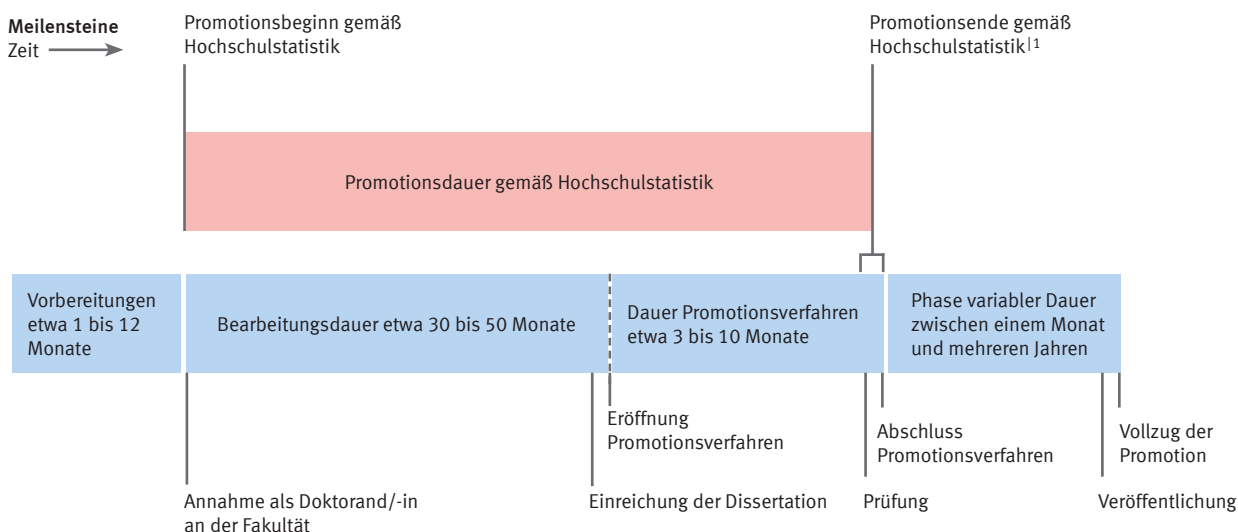 Meilensteine
Zeit
Promotionsbeginn gemäß
Hochschulstatistik
Promotionsende gemäß
Hochschulstatistik|1
Promotionsdauer gemäß Hochschulstatistik
Vorbereitungen
etwa 1 bis 12
Monate
Bearbeitungsdauer etwa 30 bis 50 Monate
Dauer Promotionsverfahren
etwa 3 bis 10 Monate
Phase variabler Dauer
zwischen einem Monat
und mehreren Jahren
Eröffnung
Promotionsverfahren
Abschluss
Promotionsverfahren
Vollzug der
Promotion
Annahme als Doktorand/-in
an der Fakultät
Einreichung der Dissertation
Prüfung
Veröffentlichung